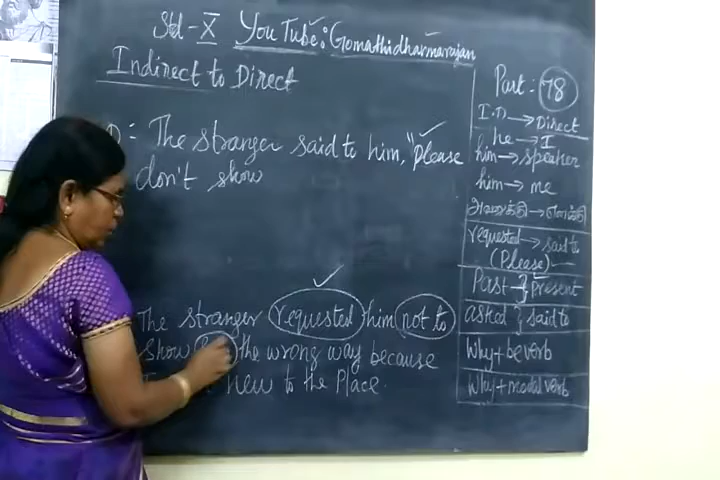 Std - X YouTube: Gomathidharmarajan
Indirect to Direct
D: The stranger said to him, "Please
don't show
The stranger requested him not to
show the wrong way because
new to the Place.
Part: 78
I.D → Direct
he → I
him → speaker
him → me
அவனுக்கு → எனக்கு
requested → said to
(Please)
Past → } Present
asked } said to
Why + be verb
Why + modal verb